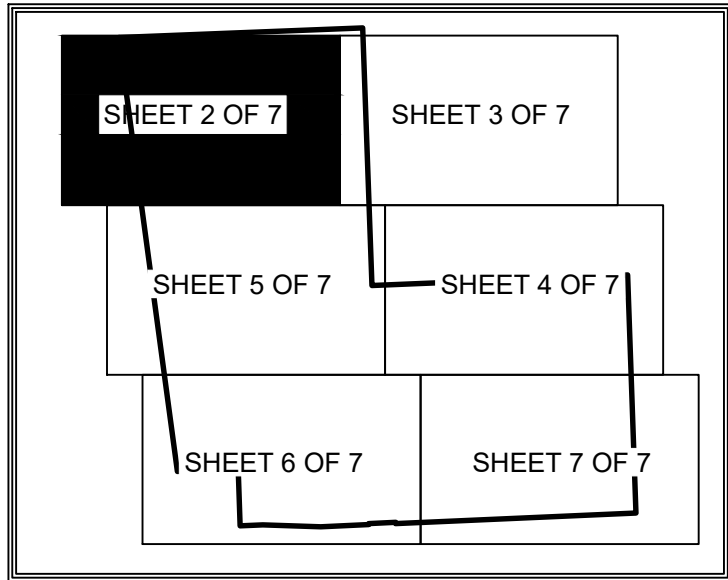 SHEET 2 OF 7
SHEET 3 OF 7
SHEET 5 OF 7
SHEET 4 OF 7
SHEET 6 OF 7
SHEET 7 OF 7